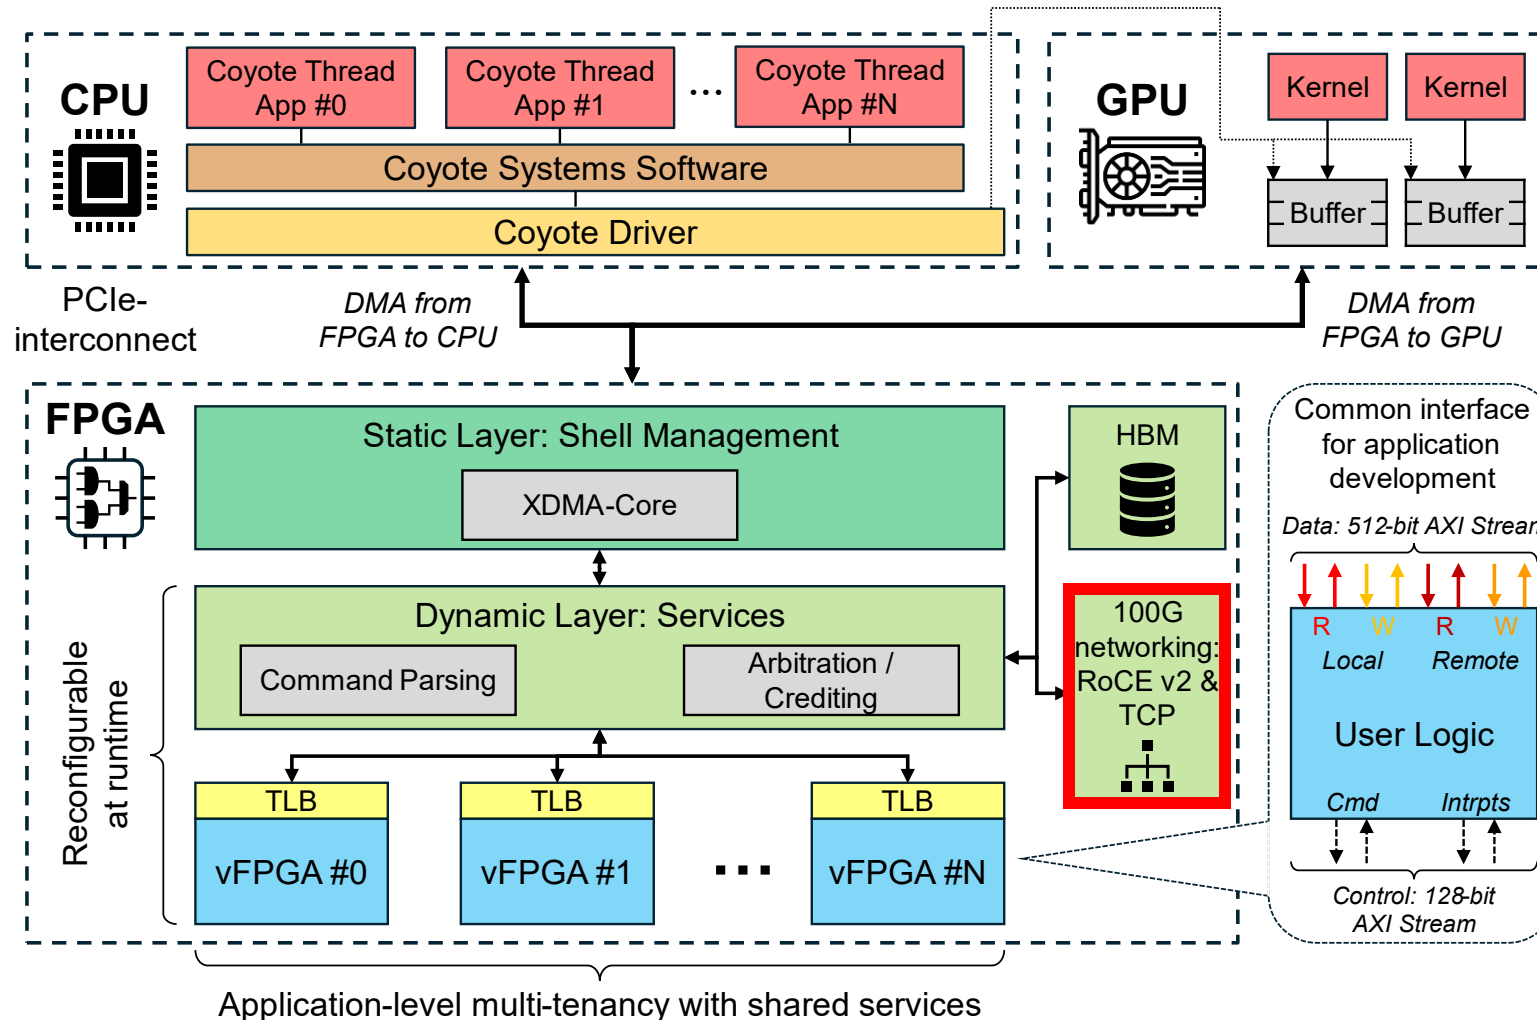 CPU
Coyote Thread
App #0
Coyote Thread
App #1
...
Coyote Thread
App #N
Coyote Systems Software
Coyote Driver
GPU
Kernel
Kernel
Buffer
Buffer
PCIe-
interconnect
DMA from
FPGA to CPU
DMA from
FPGA to GPU
FPGA
Static Layer: Shell Management
XDMA-Core
HBM
Reconfigurable
at runtime
Dynamic Layer: Services
Command Parsing
Arbitration /
Crediting
100G
networking:
RoCE v2 &
TCP
TLB
vFPGA #0
TLB
vFPGA #1
...
TLB
vFPGA #N
Application-level multi-tenancy with shared services
Common interface
for application
development
Data: 512-bit AXI Stream
R
W
R
W
Local
Remote
User Logic
Cmd
Intrpts
Control: 128-bit
AXI Stream